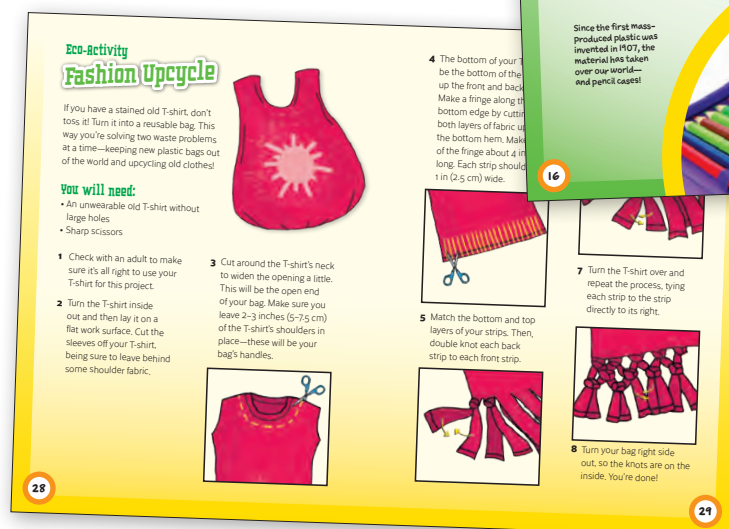 Eco-Activity
Fashion Upcycle
If you have a stained old T-shirt, don't
toss it! Turn it into a reusable bag. This
way you're solving two waste problems
at a time—keeping new plastic bags out
of the world and upcycling old clothes!
You will need:
• An unwearable old T-shirt without
large holes
• Sharp scissors
1 Check with an adult to make
sure it's all right to use your
T-shirt for this project.
2 Turn the T-shirt inside
out and then lay it on a
flat work surface. Cut the
sleeves off your T-shirt,
being sure to leave behind
some shoulder fabric.
3 Cut around the T-shirt's neck
to widen the opening a little.
This will be the open end
of your bag. Make sure you
leave 2–3 inches (5–7.5 cm)
of the T-shirt's shoulders in
place—these will be your
bag's handles.
28
4 The bottom of your
be the bottom of the
up the front and back
Make a fringe along
bottom edge by
both layers of fabric
the bottom hem.
of the fringe about 4
long. Each strip should
1 in (2.5 cm) wide.
5 Match the bottom and top
layers of your strips. Then,
double knot each back
strip to each front strip.
7 Turn the T-shirt over and
repeat the process, tying
each strip to the strip
directly to its right.
8 Turn your bag right side
out, so the knots are on the
inside. You're done!
29
Since the first mass-
produced plastic was
invented in 1907, the
material has taken
over our world—
and pencil cases!
16